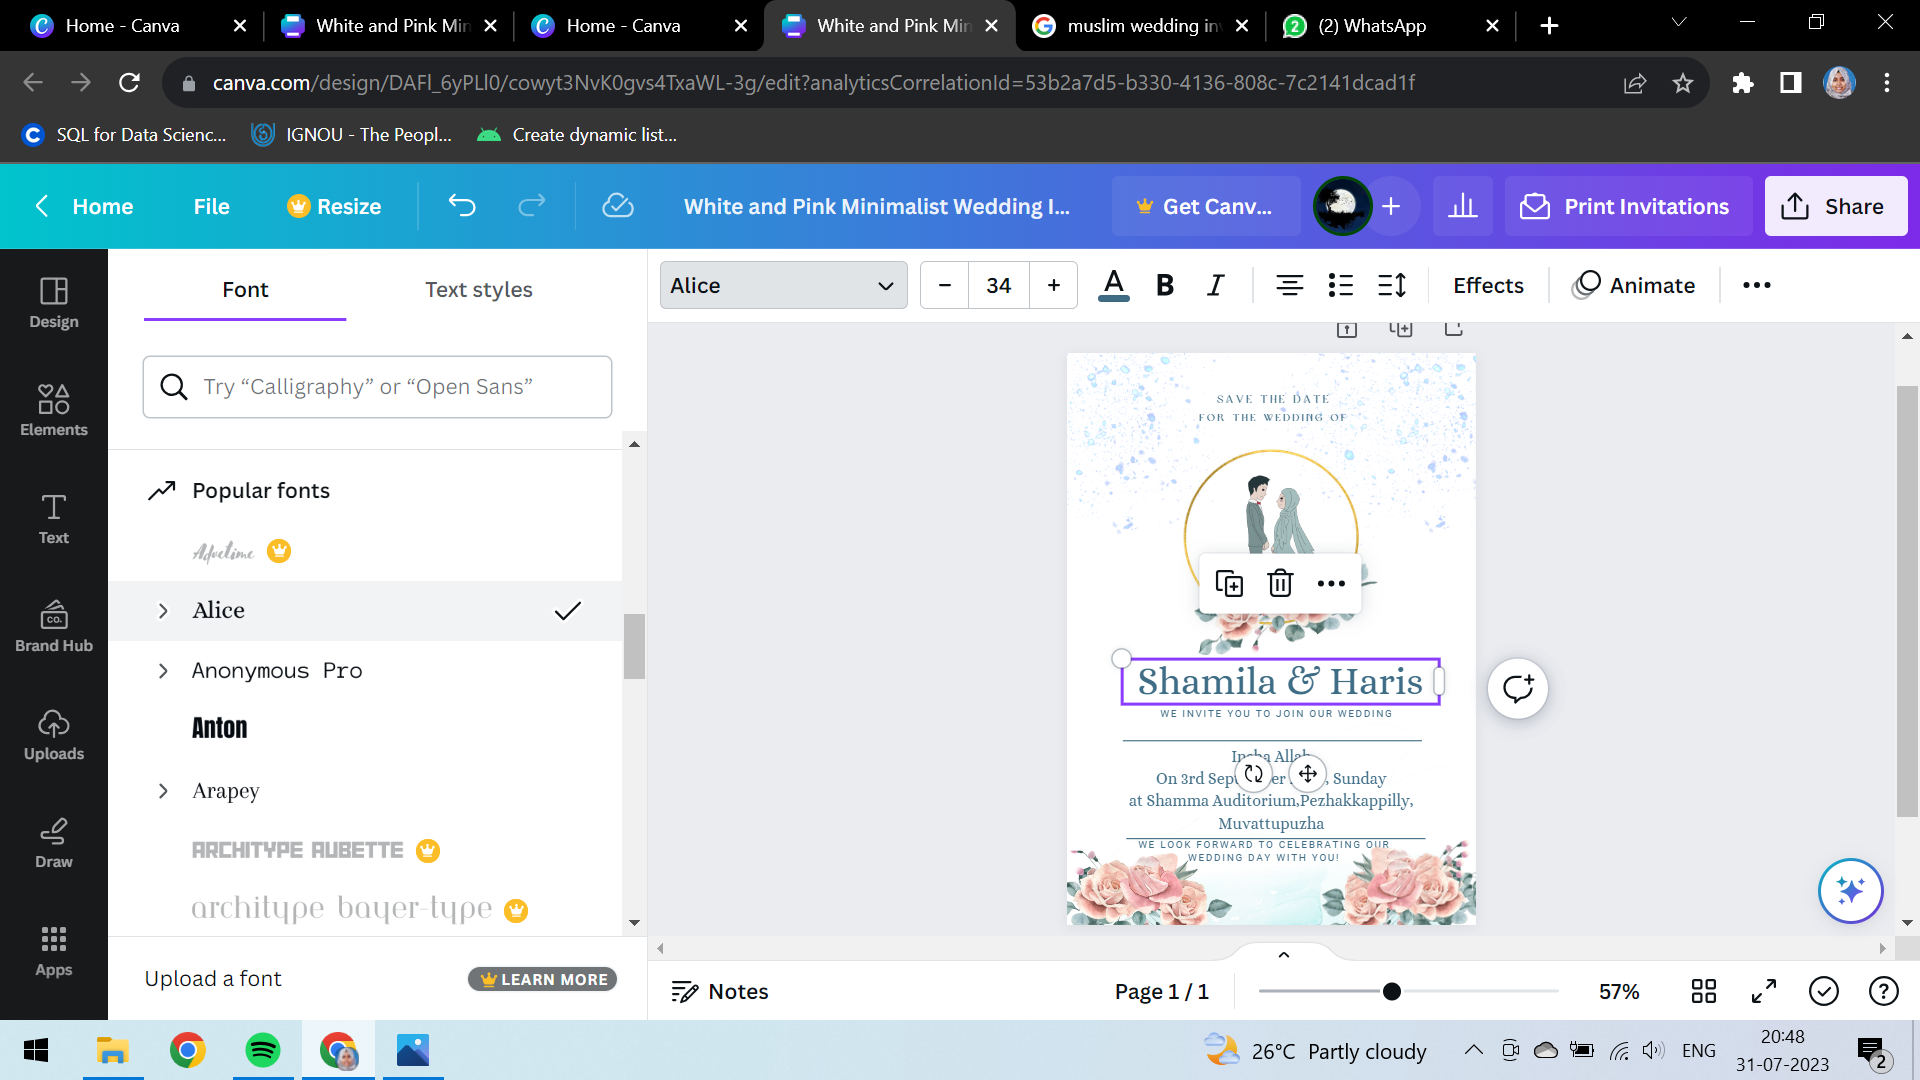 Home - Canva
White and Pink Min
Home - Canva
White and Pink Min
muslim wedding inv
(2) WhatsApp
canva.com/design/DAFl_6yPLl0/cowyt3NvK0gvs4TxaWL-3g/edit?analyticsCorrelationId=53b2a7d5-b330-4136-808c-7c2141dcad1f
SQL for Data Scienc...
IGNOU - The Peopl...
Create dynamic list...
Home
File
Resize
White and Pink Minimalist Wedding I...
Get Canv...
Print Invitations
Share
Design
Elements
Text
Brand Hub
Uploads
Draw
Apps
Font
Text styles
Try “Calligraphy” or “Open Sans”
Popular fonts
Advetime
Alice
Anonymous Pro
Anton
Arapey
ARCHITYPE AUBETTE
architype bayer-type
Upload a font
LEARN MORE
Alice
34
Effects
Animate
SAVE THE DATE
FOR THE WEDDING OF
Shamila & Haris
WE INVITE YOU TO JOIN OUR WEDDING
Allah
On 3rd Sunday
at Shamma Auditorium,Pezhakkappilly,
Muvattupuzha
WE LOOK FORWARD TO CELEBRATING OUR
WEDDING DAY WITH YOU!
Notes
Page 1 / 1
57%
26°C Partly cloudy
ENG
20:48
31-07-2023
2